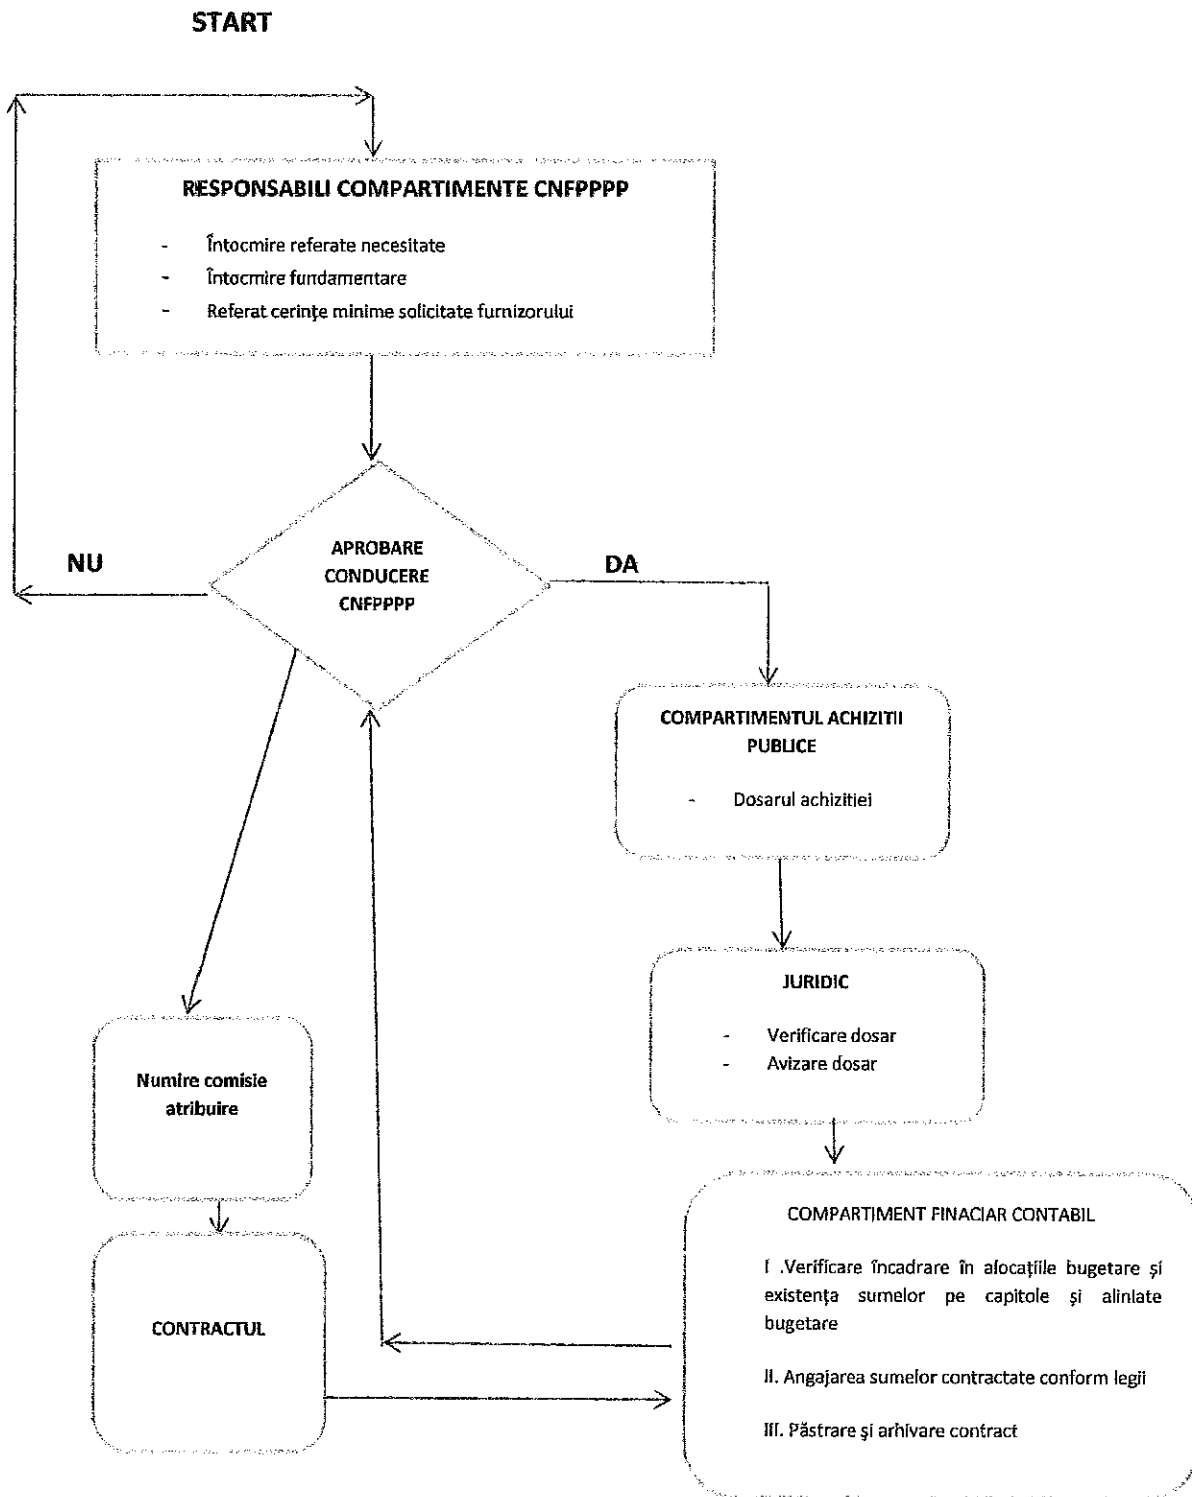 START
RESPONSABILI COMPARTIMENTE CNFPPPP
- Întocmire referate necesitate
- Întocmire fundamentare
- Referat cerințe minime solicitate furnizorului
NU
APROBARE
CONDUCERE
CNFPPPP
DA
COMPARTIMENTUL ACHIZITII
PUBLICE
- Dosarul achizitiei
JURIDIC
- Verificare dosar
- Avizare dosar
Numire comisie
atribuire
CONTRACTUL
COMPARTIMENT FINACIAR CONTABIL
I .Verificare încadrare în alocațiile bugetare și
existența sumelor pe capitole și aliniate
bugetare
II. Angajarea sumelor contractate conform legii
III. Păstrare și arhivare contract